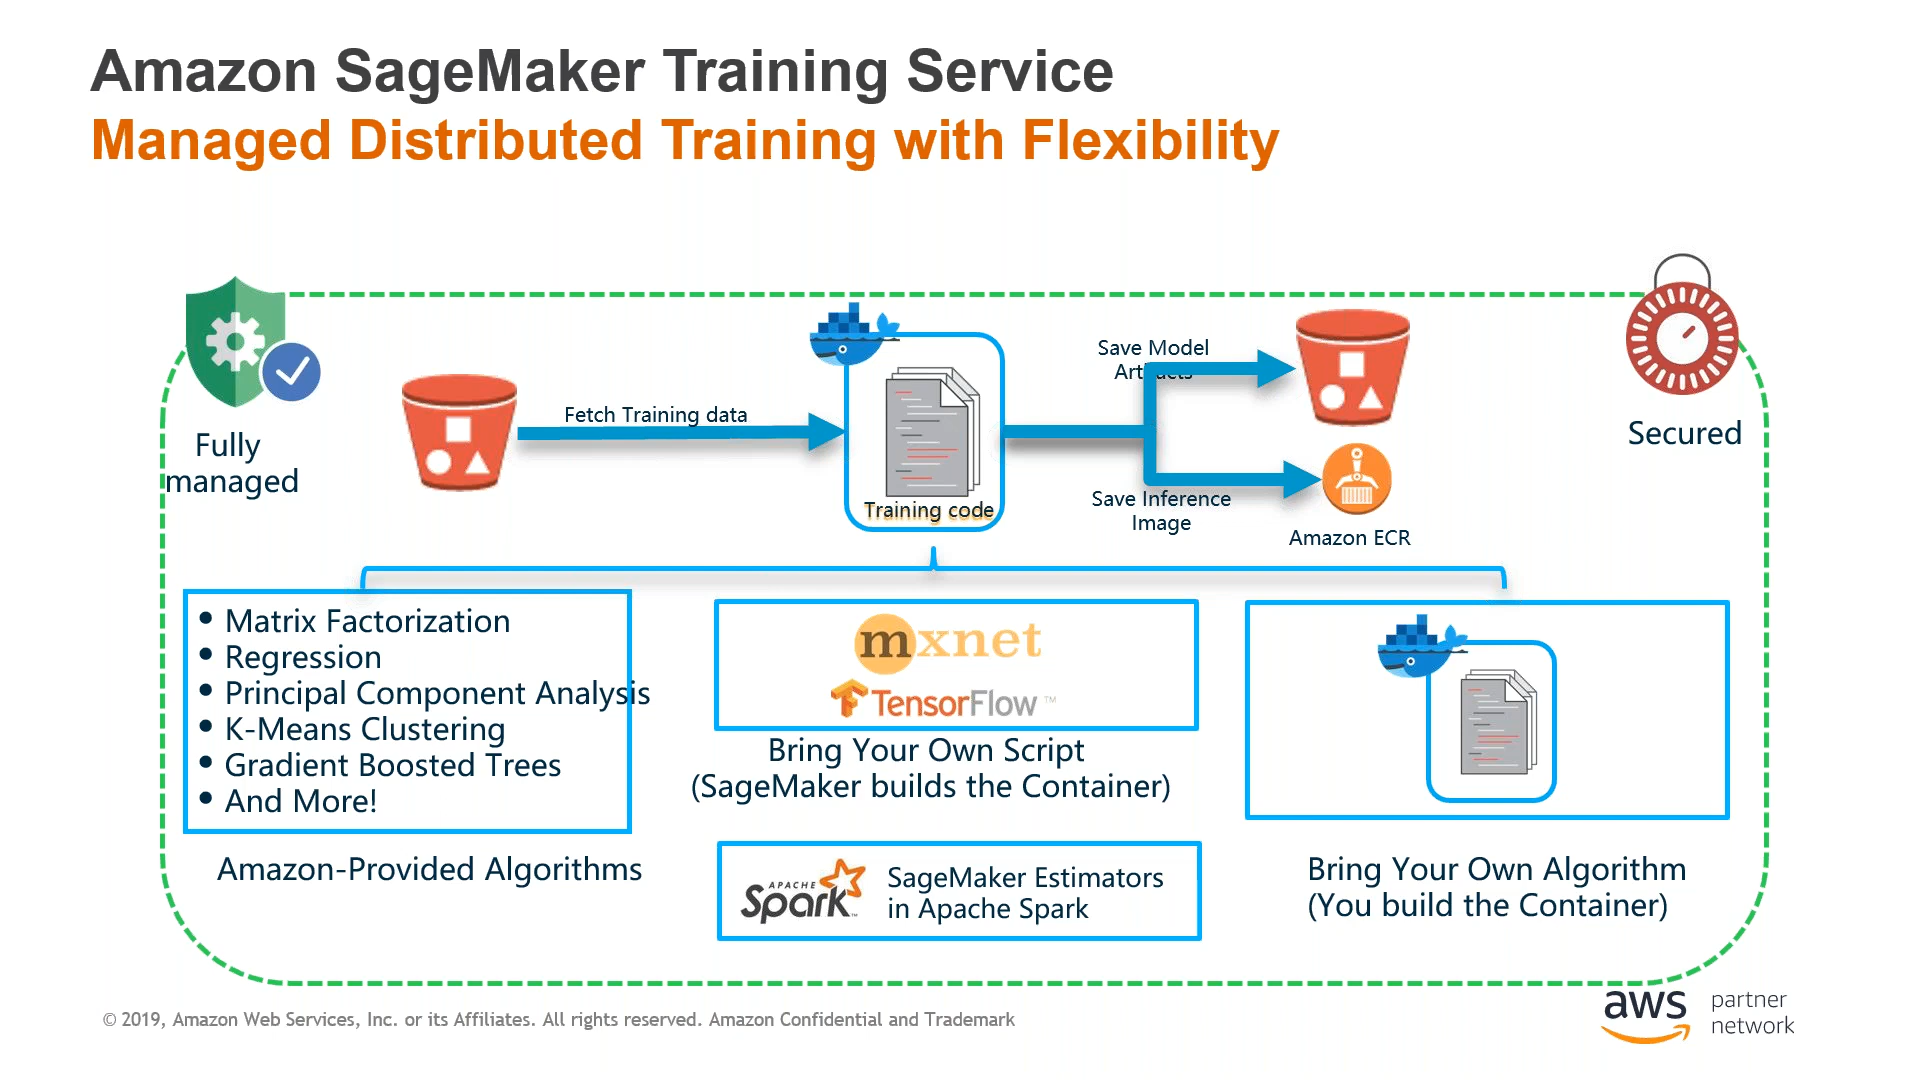 Amazon SageMaker Training Service
Managed Distributed Training with Flexibility
Fully
managed
Fetch Training data
Training code
Save Model
Artifacts
Save Inference
Image
Amazon ECR
Secured
• Matrix Factorization
• Regression
• Principal Component Analysis
• K-Means Clustering
• Gradient Boosted Trees
• And More!
Amazon-Provided Algorithms
mxnet
TensorFlow™
Bring Your Own Script
(SageMaker builds the Container)
APACHE
Spark™
SageMaker Estimators
in Apache Spark
Bring Your Own Algorithm
(You build the Container)
© 2019, Amazon Web Services, Inc. or its Affiliates. All rights reserved. Amazon Confidential and Trademark
aws
partner
network